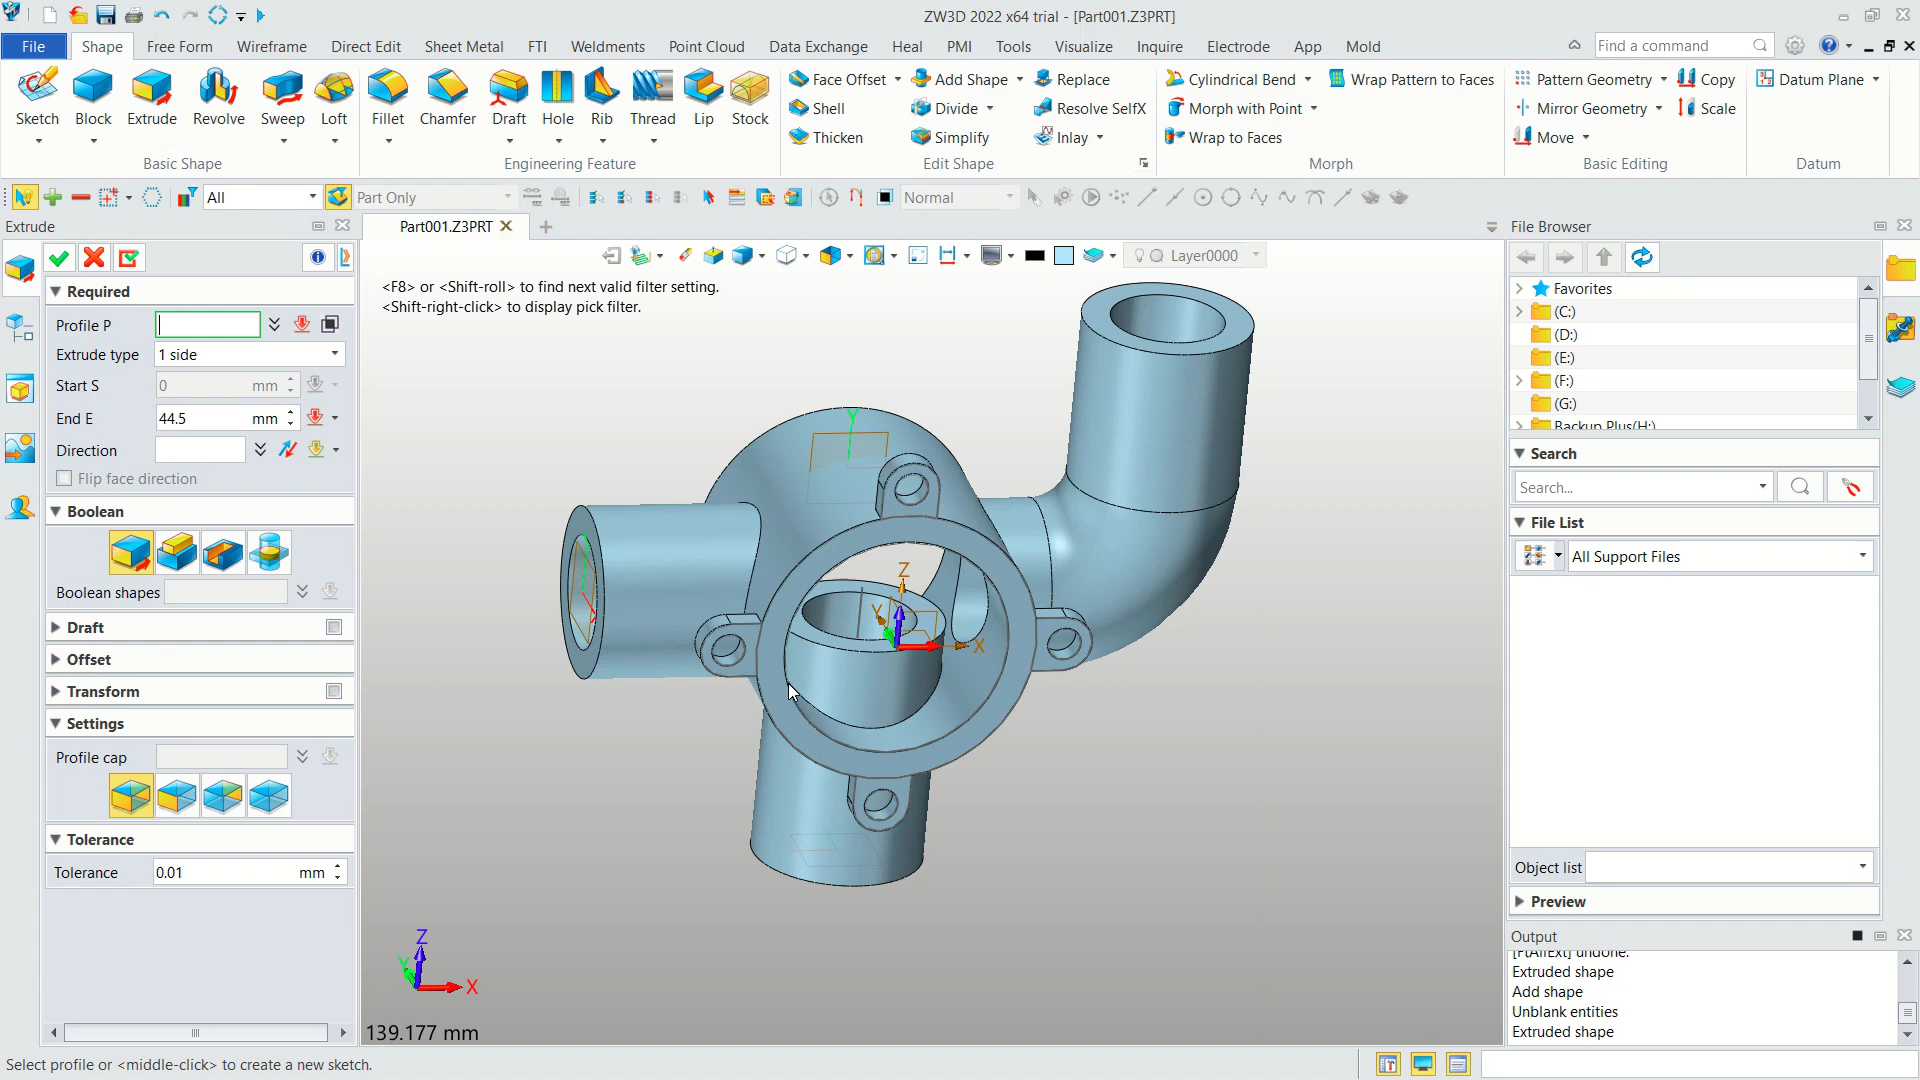 ZW3D 2022 x64 trial - [Part001.Z3PRT]
File Shape Free Form Wireframe Direct Edit Sheet Metal FTI Weldments Point Cloud Data Exchange Heal PMI Tools Visualize Inquire Electrode App Mold Find a command
Sketch Block Extrude Revolve Sweep Loft Fillet Chamfer Draft Hole Rib Thread Lip Stock
Face Offset Add Shape Replace Cylindrical Bend Wrap Pattern to Faces Pattern Geometry Copy Datum Plane
Shell Divide Resolve SelfX Morph with Point Mirror Geometry Scale
Thicken Simplify Inlay Wrap to Faces Move
Basic Shape Engineering Feature Edit Shape Morph Basic Editing Datum
All Part Only Normal
Extrude
Part001.Z3PRT
File Browser
Layer0000
<F8> or <Shift-roll> to find next valid filter setting.
<Shift-right-click> to display pick filter.
Required
Profile P
Extrude type 1 side
Start S 0 mm
End E 44.5 mm
Direction
Flip face direction
Boolean
Boolean shapes
Draft
Offset
Transform
Settings
Profile cap
Tolerance
Tolerance 0.01 mm
Y
Z
Y
X
Z
Y
X
139.177 mm
Favorites
(C:)
(D:)
(E:)
(F:)
(G:)
Backup Plus(H:)
Search
Search...
File List
All Support Files
Object list
Preview
Output
[FtAllExt] undone.
Extruded shape
Add shape
Unblank entities
Extruded shape
Select profile or <middle-click> to create a new sketch.